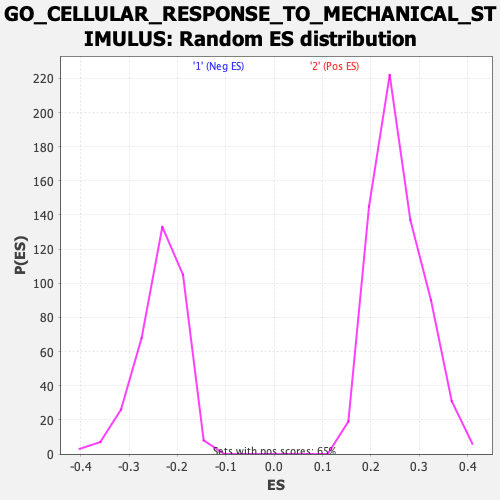 GO_CELLULAR_RESPONSE_TO_MECHANICAL_ST
IMULUS: Random ES distribution
'1' (Neg ES) '2' (Pos ES)
220
200
180
160
140
120
100
80
60
40
20
0
P(ES)
Sets with pos scores: 65%
-0.4 -0.3 -0.2 -0.1 0.0 0.1 0.2 0.3 0.4
ES